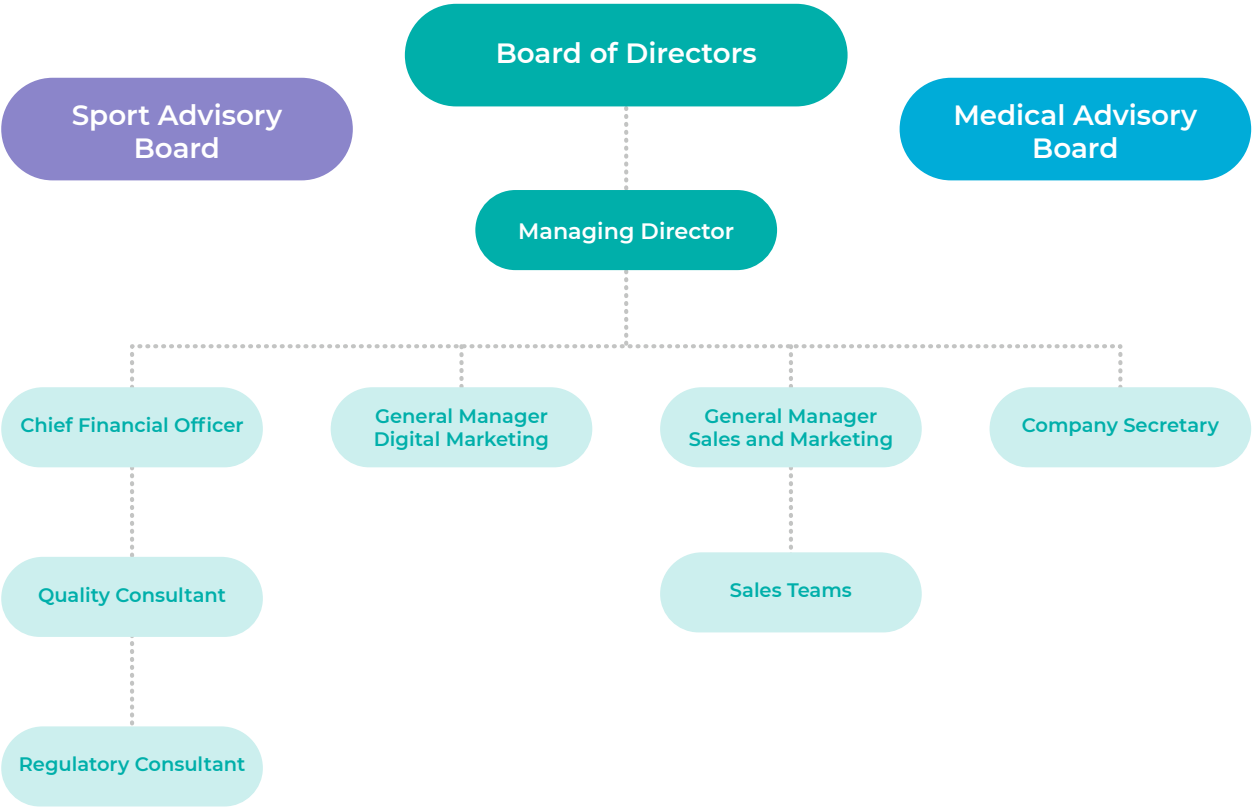 Board of Directors
Sport Advisory
Board
Medical Advisory
Board
Managing Director
Chief Financial Officer
General Manager
Digital Marketing
General Manager
Sales and Marketing
Company Secretary
Quality Consultant
Sales Teams
Regulatory Consultant